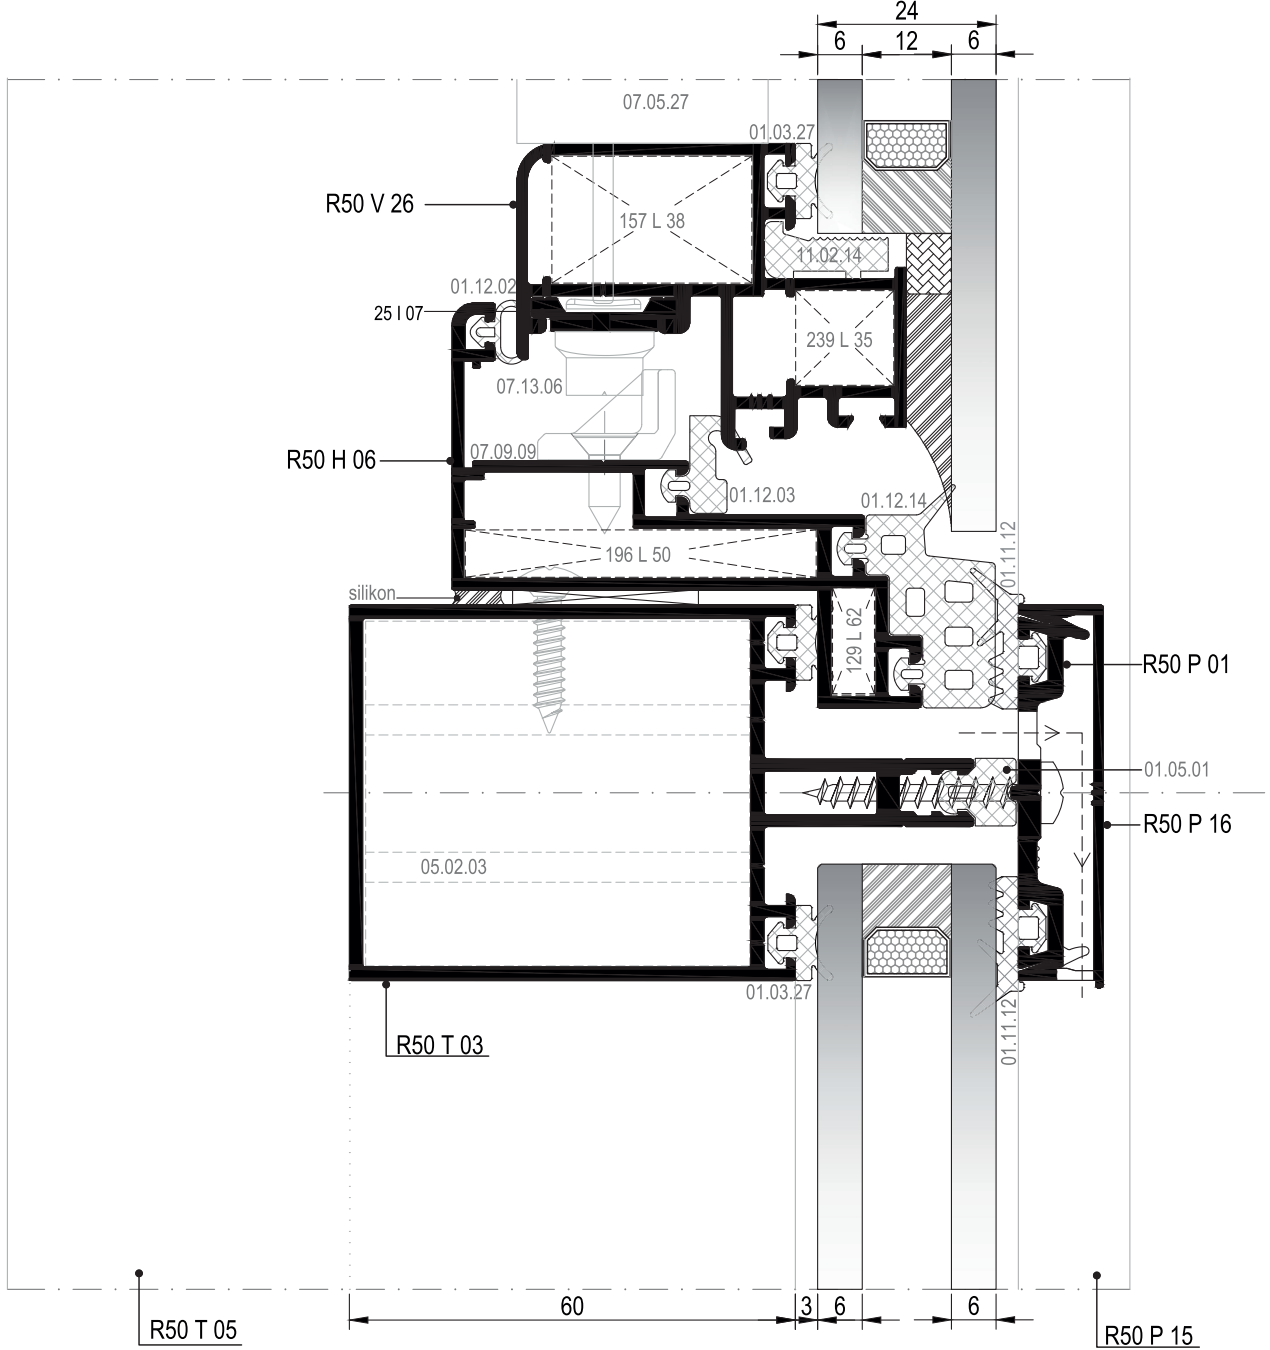 24
6 12 6
07.05.27
01.03.27
R50 V 26
157 L 38
11.02.14
01.12.02
25 I 07
239 L 35
07.13.06
R50 H 06
07.09.09
01.12.03
01.12.14
01.11.12
196 L 50
silikon
129 L 62
R50 P 01
01.05.01
R50 P 16
05.02.03
01.03.27
01.11.12
R50 T 03
60 3 6 6
R50 T 05
R50 P 15